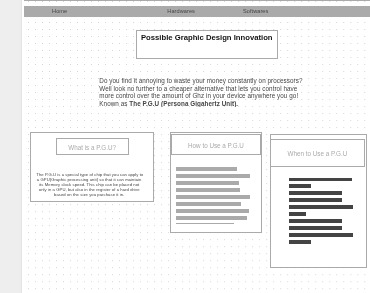 Home Hardwares Softwares
Possible Graphic Design Innovation
Do you find it annoying to waste your money constantly on processors?
Well look no further to a cheaper alternative that lets you control have
more control over the amount of Ghz in your device anywhere you go!
Known as The P.G.U (Persona Gigahertz Unit).
What is a P.G.U?
The P.G.U is a special type of chip that you can apply to
a GPU(Graphic processing unit) so that it can maintain
its Memory clock speed. This chip can be placed not
only in a GPU, but also in the register of a hard drive
based on the size you purchase it in
How to Use a P.G.U
When to Use a P.G.U